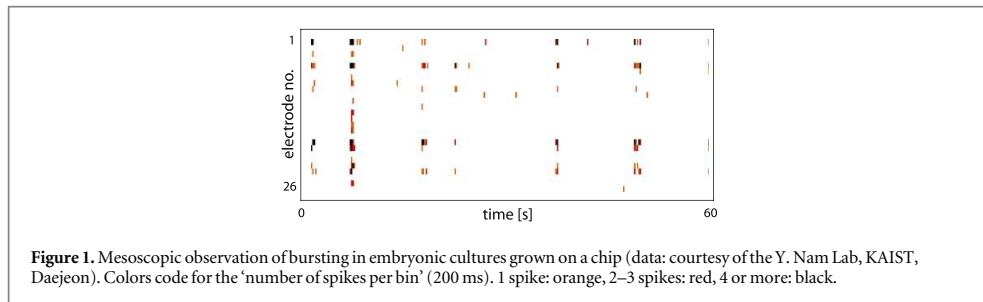 1
electrode no.
26
0
time [s]
60
Figure 1. Mesoscopic observation of bursting in embryonic cultures grown on a chip (data: courtesy of the Y. Nam Lab, KAIST,
Daejeon). Colors code for the ‘number of spikes per bin’ (200 ms). 1 spike: orange, 2–3 spikes: red, 4 or more: black.